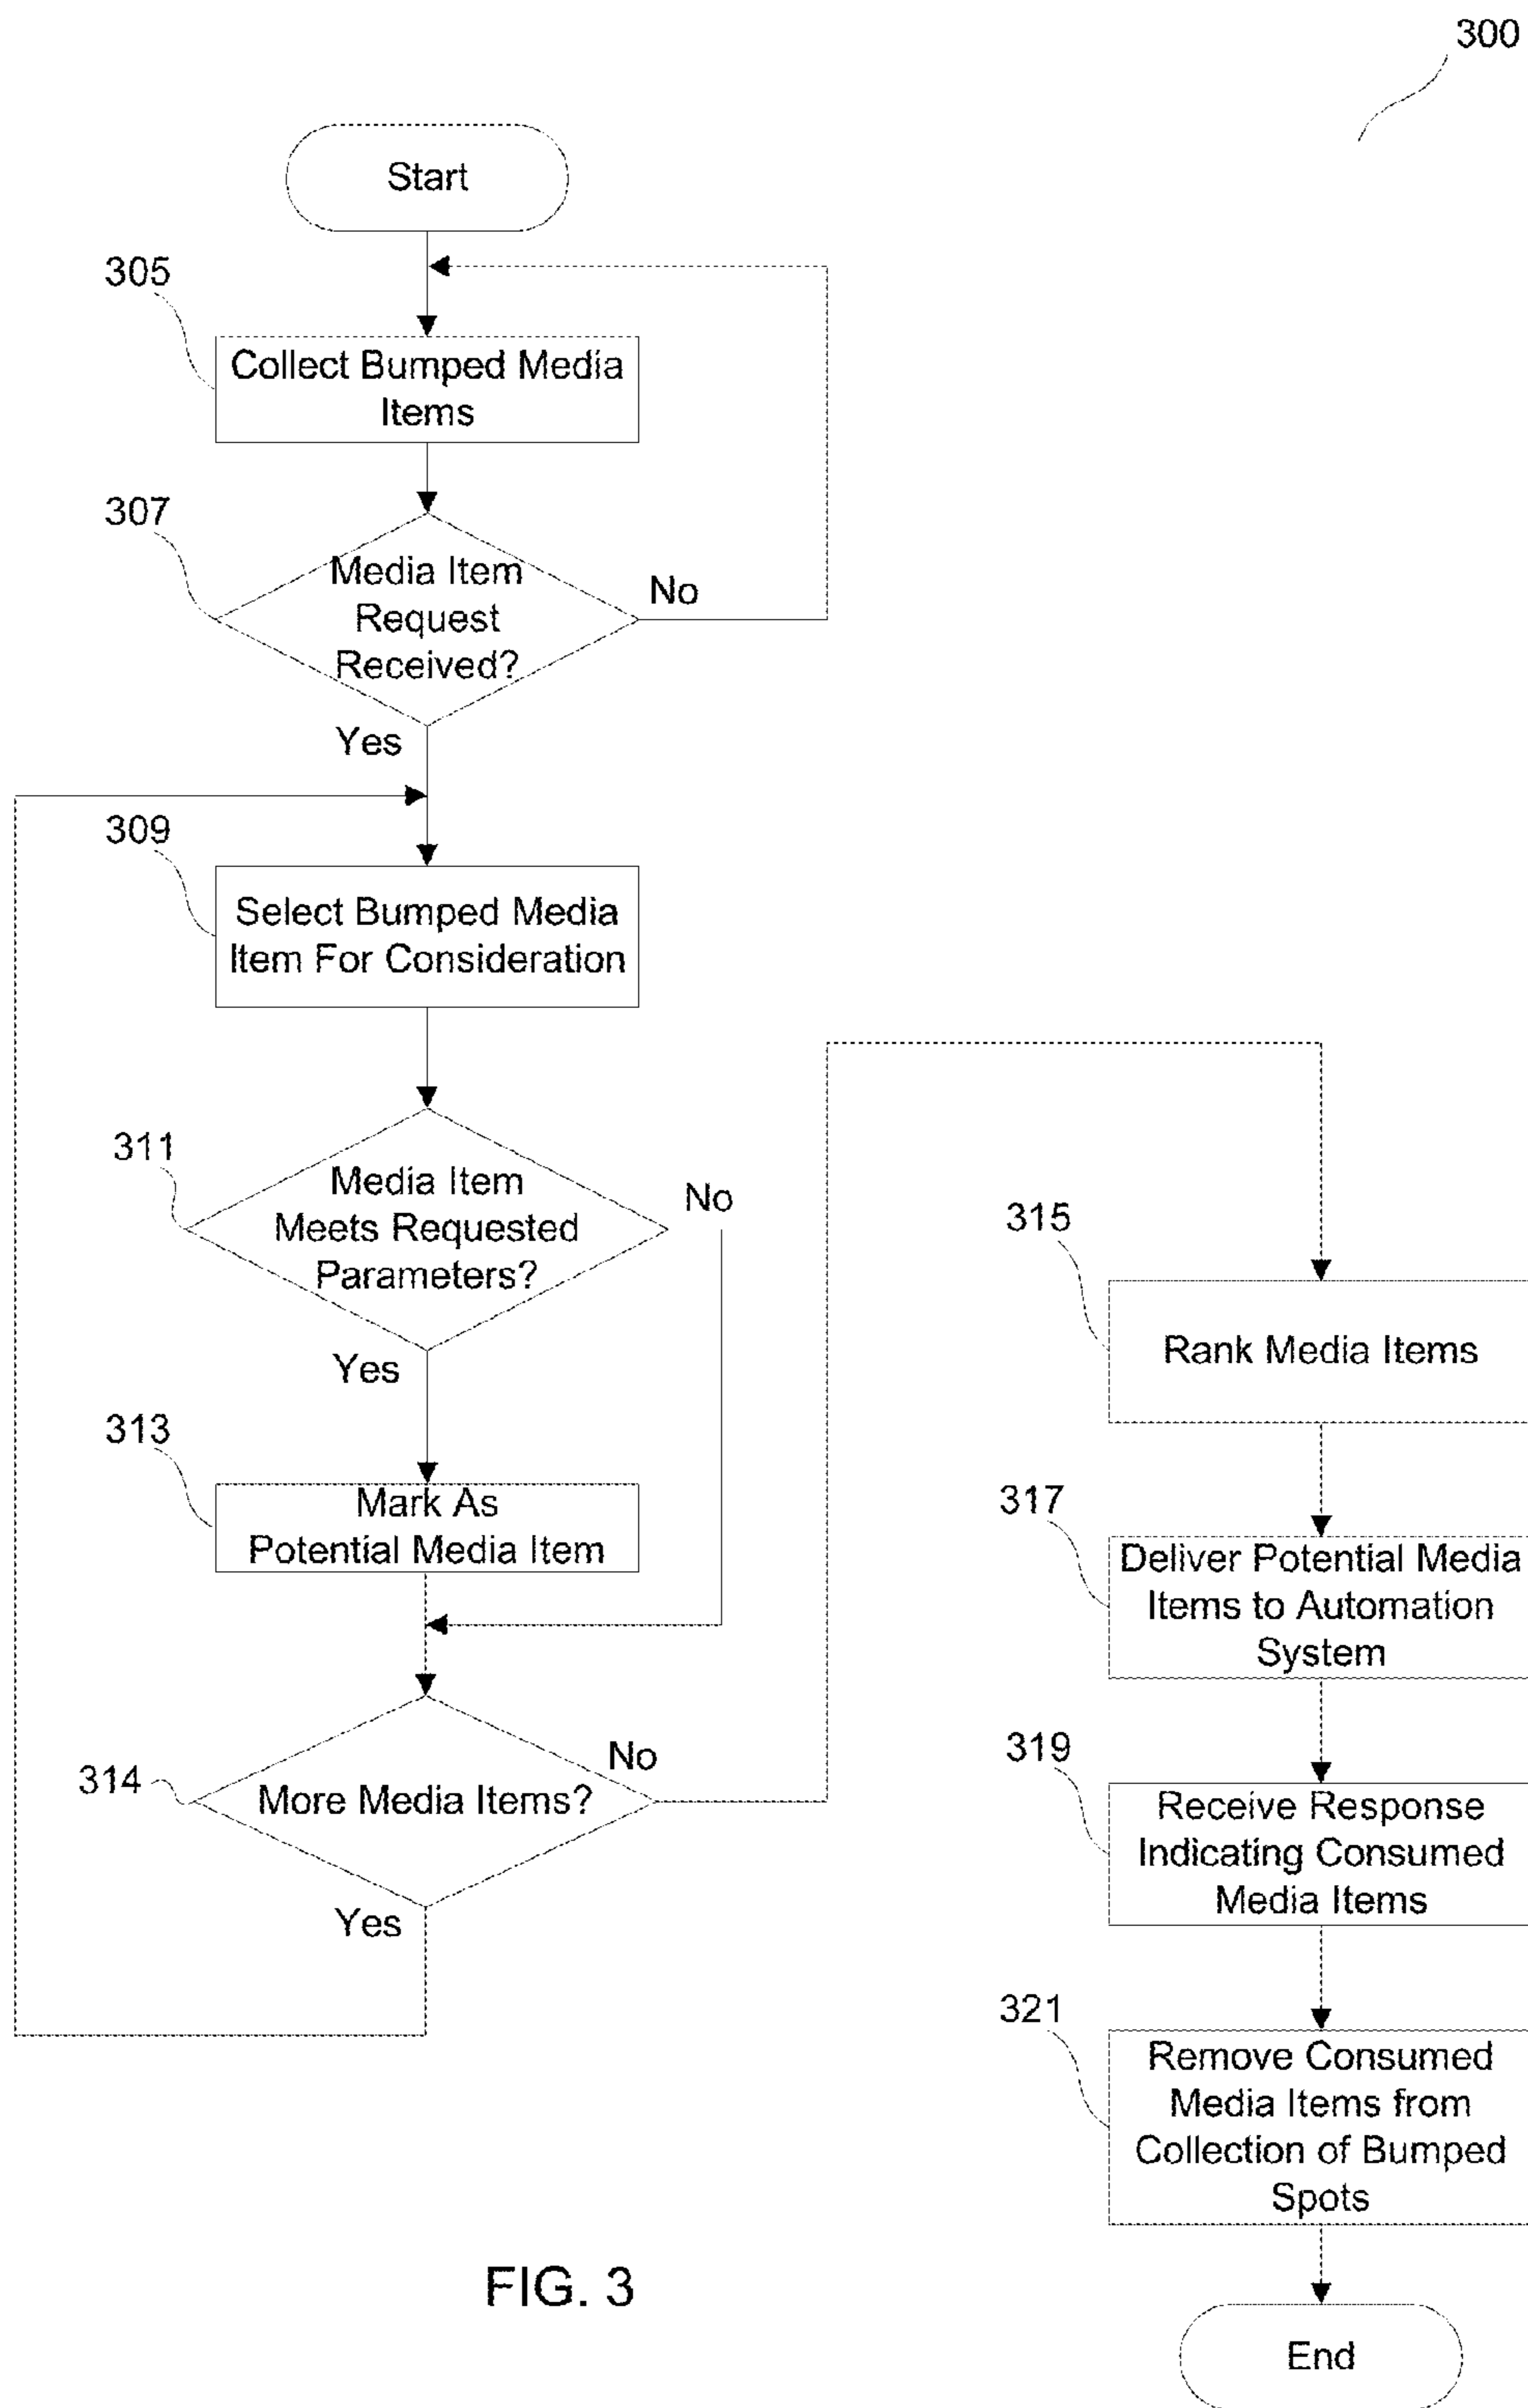 300
Start
305
Collect Bumped Media
Items
307
Media Item
Request
Received?
No
Yes
309
Select Bumped Media
Item For Consideration
311
Media Item
Meets Requested
Parameters?
No
Yes
313
Mark As
Potential Media Item
314
More Media Items?
No
Yes
315
Rank Media Items
317
Deliver Potential Media
Items to Automation
System
319
Receive Response
Indicating Consumed
Media Items
321
Remove Consumed
Media Items from
Collection of Bumped
Spots
End
FIG. 3